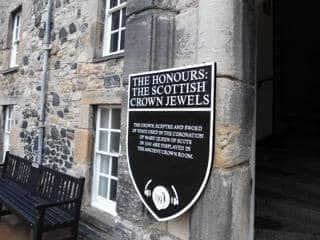 THE HONOURS:
THE SCOTTISH
CROWN JEWELS
THE CROWN, SCEPTRE AND SWORD
OF STATE USED IN THE CORONATION
OF MARY QUEEN OF SCOTS
IN 1543 ARE DISPLAYED IN
THE ANCIENT CROWN ROOM.